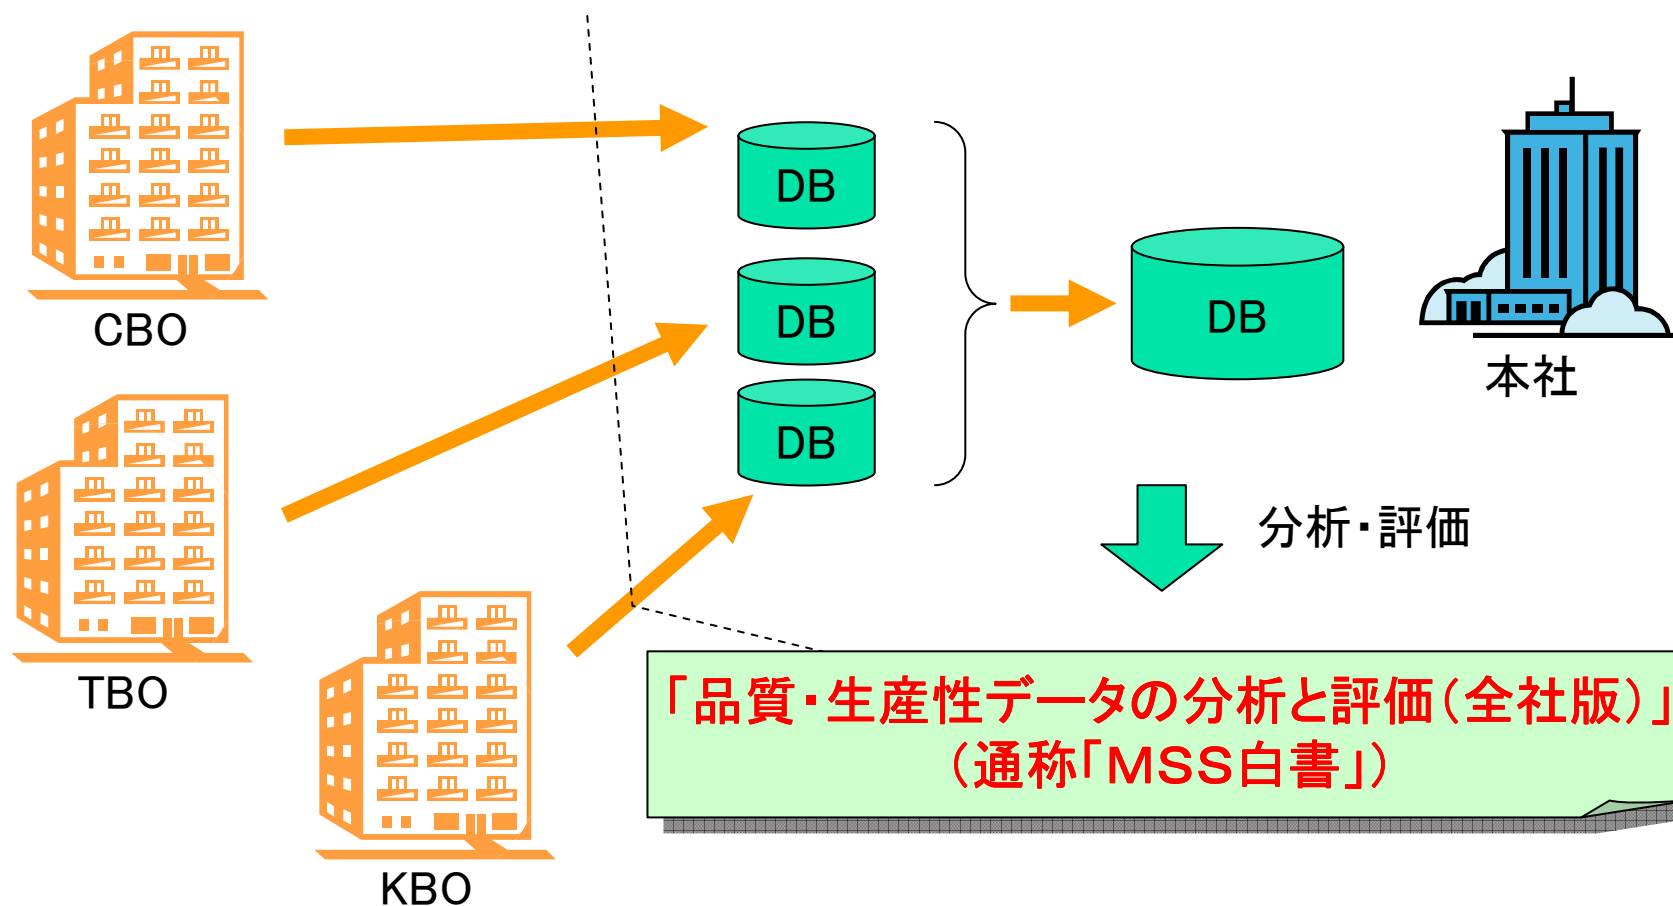 CBO
TBO
KBO
DB
DB
DB
DB
本社
分析・評価
「品質・生産性データの分析と評価(全社版)」
(通称「MSS白書」)